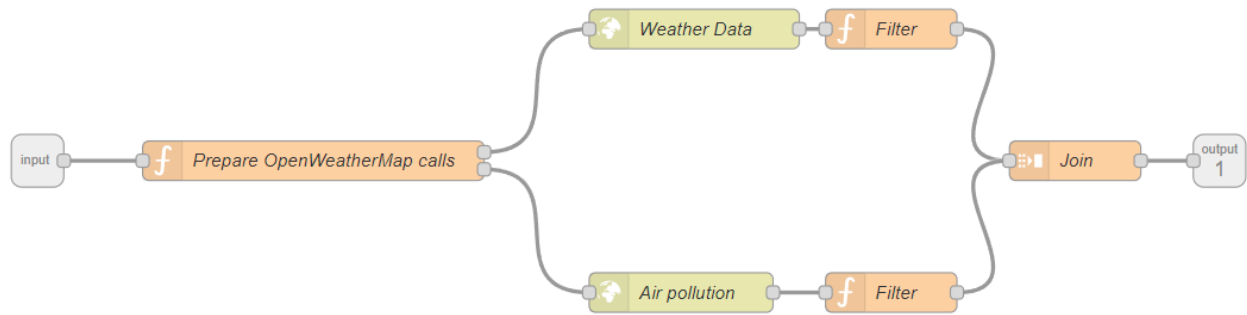 Weather Data
Filter
input
Prepare OpenWeatherMap calls
Join
output
1
Air pollution
Filter